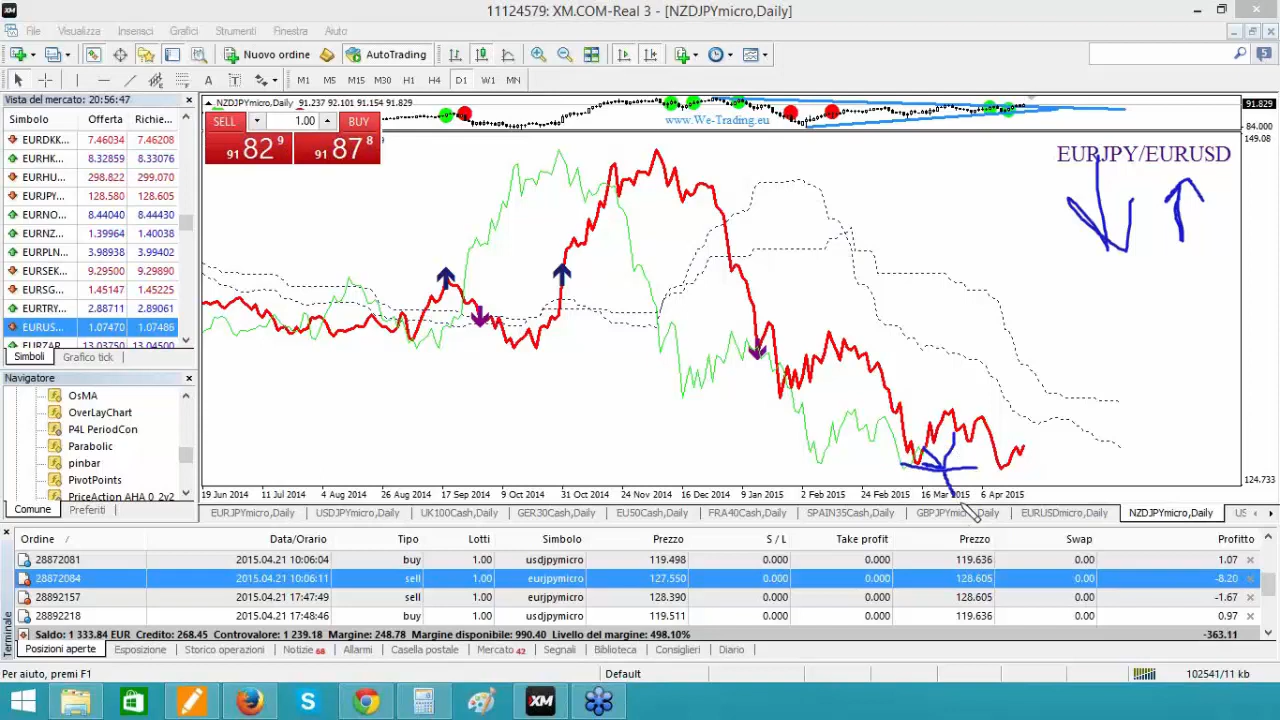 11124579: XM.COM-Real 3 - [NZDJPYmicro,Daily]
File Visualizza Inserisci Grafici Strumenti Finestra Aiuto
Nuovo ordine AutoTrading 5
A T M1 M5 M15 M30 H1 H4 D1 W1 MN
Vista del mercato: 20:56:47
Simbolo Offerta Richie...
EURDKK... 7.46034 7.46208
EURHK... 8.32859 8.33076
EURHU... 298.822 299.070
EURJPY... 128.580 128.605
EURNO... 8.44040 8.44430
EURNZ... 1.39964 1.40038
EURPLN... 3.98938 3.99402
EURSEK... 9.29500 9.29890
EURSG... 1.45147 1.45225
EURTRY... 2.88711 2.89061
EURUS... 1.07470 1.07486
EURZAR... 13.03750 13.04500
Simboli Grafico tick
Navigatore
OsMA
OverLayChart
P4L PeriodCon
Parabolic
pinbar
PivotPoints
PriceAction AHA 0 2v2
Comune Preferiti
NZDJPYmicro,Daily 91.237 92.101 91.154 91.829
SELL 1.00 BUY
91 82 9 91 87 8
www.We-Trading.eu
91.829
84.000
149.08
EURJPY/EURUSD
124.733
19 Jun 2014 11 Jul 2014 4 Aug 2014 26 Aug 2014 17 Sep 2014 9 Oct 2014 31 Oct 2014 24 Nov 2014 16 Dec 2014 9 Jan 2015 2 Feb 2015 24 Feb 2015 16 Mar 2015 6 Apr 2015
EURJPYmicro,Daily USDJPYmicro,Daily UK100Cash,Daily GER30Cash,Daily EU50Cash,Daily FRA40Cash,Daily SPAIN35Cash,Daily GBPJPYmicro,Daily EURUSDmicro,Daily NZDJPYmicro,Daily US
Ordine Data/Orario Tipo Lotti Simbolo Prezzo S / L Take profit Prezzo Swap Profitto
28872081 2015.04.21 10:06:04 buy 1.00 usdjpymicro 119.498 0.000 0.000 119.636 0.00 1.07
28872084 2015.04.21 10:06:11 sell 1.00 eurjpymicro 127.550 0.000 0.000 128.605 0.00 -8.20
28892157 2015.04.21 17:47:49 sell 1.00 eurjpymicro 128.390 0.000 0.000 128.605 0.00 -1.67
28892218 2015.04.21 17:48:46 buy 1.00 usdjpymicro 119.511 0.000 0.000 119.636 0.00 0.97
Saldo: 1 333.84 EUR Credito: 268.45 Controvalore: 1 239.18 Margine: 248.78 Margine disponibile: 990.40 Livello del margine: 498.10% -363.11
Terminale
Posizioni aperte Esposizione Storico operazioni Notizie 68 Allarmi Casella postale Mercato 42 Segnali Biblioteca Consiglieri Diario
Per aiuto, premi F1 Default 102541/11 kb
XM